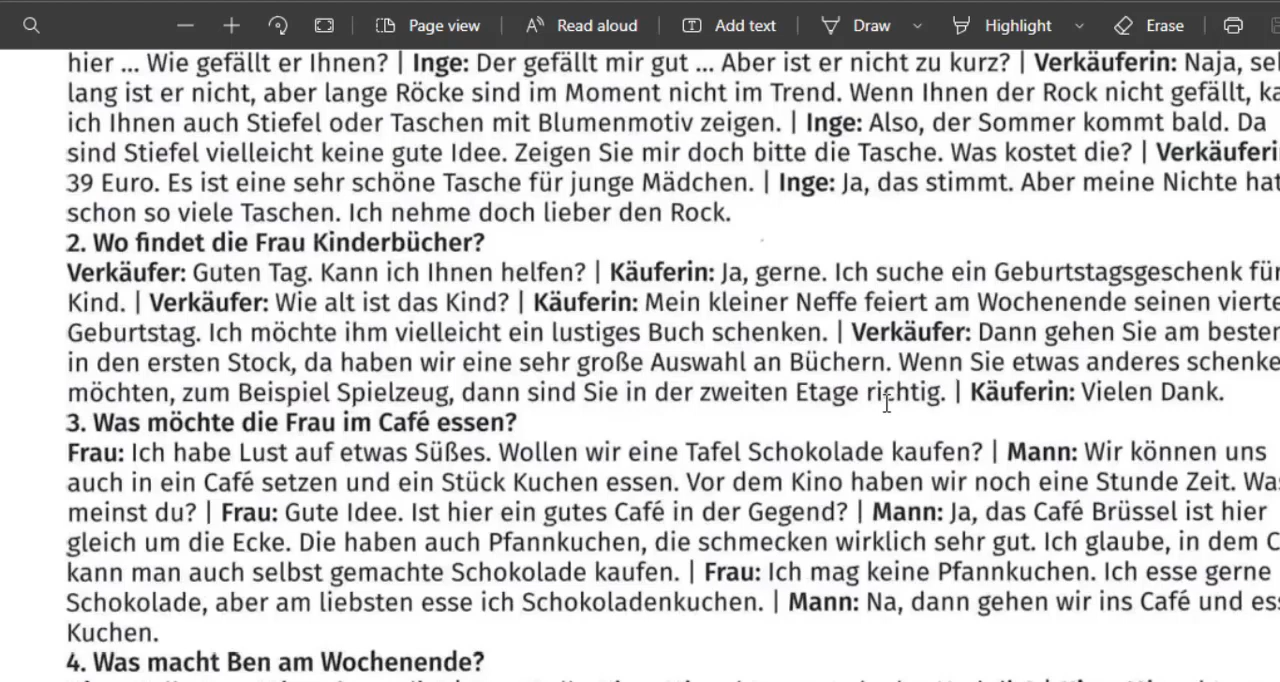 Page view Read aloud Add text Draw Highlight Erase
hier ... Wie gefällt er Ihnen? | Inge: Der gefällt mir gut ... Aber ist er nicht zu kurz? | Verkäuferin: Naja,
lang ist er nicht, aber lange Röcke sind im Moment nicht im Trend. Wenn Ihnen der Rock nicht gefällt,
ich Ihnen auch Stiefel oder Taschen mit Blumenmotiv zeigen. | Inge: Also, der Sommer kommt bald. Da
sind Stiefel vielleicht keine gute Idee. Zeigen Sie mir doch bitte die Tasche. Was kostet die? |
39 Euro. Es ist eine sehr schöne Tasche für junge Mädchen. | Inge: Ja, das stimmt. Aber meine Nichte hat
schon so viele Taschen. Ich nehme doch lieber den Rock.
2. Wo findet die Frau Kinderbücher?
Verkäufer: Guten Tag. Kann ich Ihnen helfen? | Käuferin: Ja, gerne. Ich suche ein Geburtstagsgeschenk für
Kind. | Verkäufer: Wie alt ist das Kind? | Käuferin: Mein kleiner Neffe feiert am Wochenende seinen
Geburtstag. Ich möchte ihm vielleicht ein lustiges Buch schenken. | Verkäufer: Dann gehen Sie am
in den ersten Stock, da haben wir eine sehr große Auswahl an Büchern. Wenn Sie etwas anderes
möchten, zum Beispiel Spielzeug, dann sind Sie in der zweiten Etage richtig. | Käuferin: Vielen Dank.
3. Was möchte die Frau im Café essen?
Frau: Ich habe Lust auf etwas Süßes. Wollen wir eine Tafel Schokolade kaufen? | Mann: Wir können uns
auch in ein Café setzen und ein Stück Kuchen essen. Vor dem Kino haben wir noch eine Stunde Zeit.
meinst du? | Frau: Gute Idee. Ist hier ein gutes Café in der Gegend? | Mann: Ja, das Café Brüssel ist hier
gleich um die Ecke. Die haben auch Pfannkuchen, die schmecken wirklich sehr gut. Ich glaube, in dem
kann man auch selbst gemachte Schokolade kaufen. | Frau: Ich mag keine Pfannkuchen. Ich esse gerne
Schokolade, aber am liebsten esse ich Schokoladenkuchen. | Mann: Na, dann gehen wir ins Café und
Kuchen.
4. Was macht Ben am Wochenende?